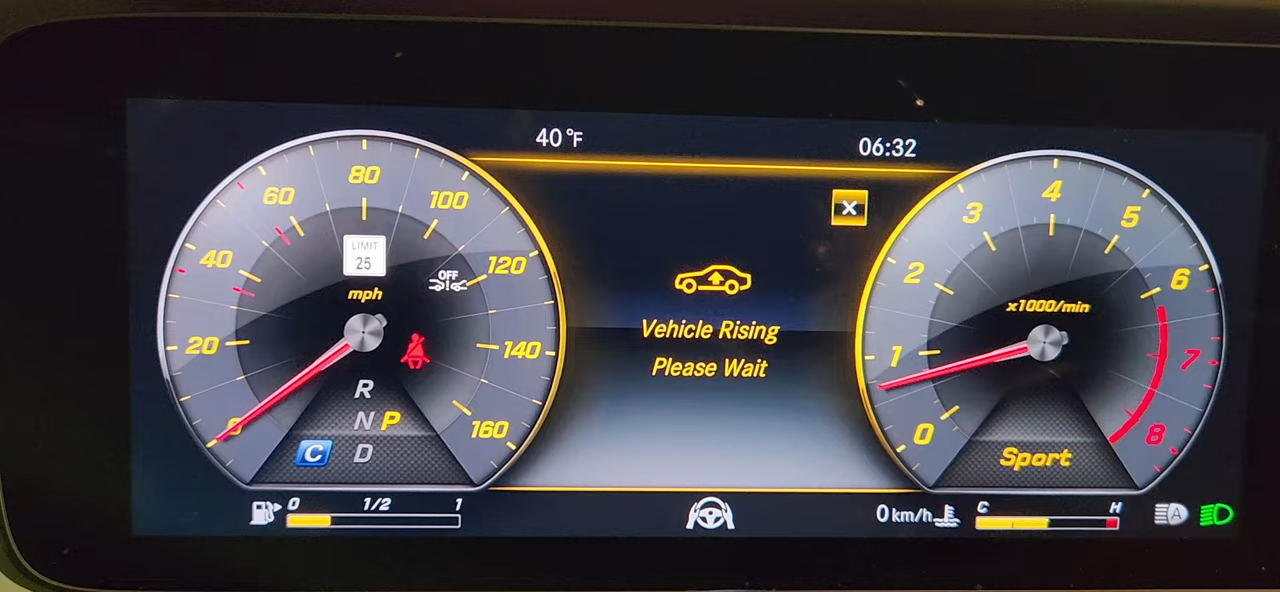 40 °F
06:32
0
20
40
60
80
100
120
140
160
LIMIT
25
mph
OFF
R
N P
C D
Vehicle Rising
Please Wait
0
1
2
3
4
5
6
7
8
x1000/min
Sport
0 1/2 1
0 km/h
C H
A